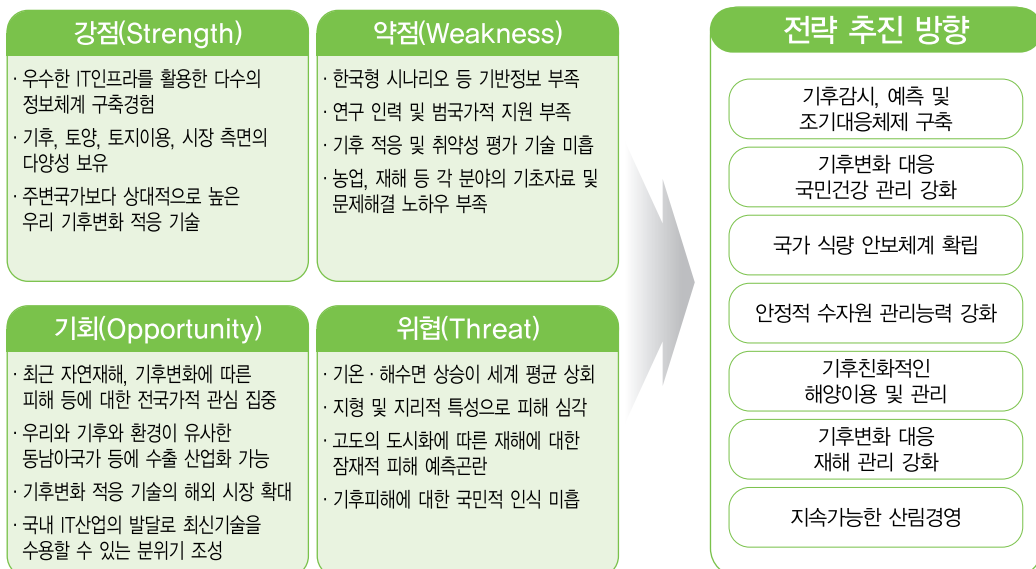 강점(Strength)
· 우수한 IT인프라를 활용한 다수의
정보체계 구축경험
· 기후, 토양, 토지이용, 시장 측면의
다양성 보유
· 주변국가보다 상대적으로 높은
우리 기후변화 적응 기술
약점(Weakness)
· 한국형 시나리오 등 기반정보 부족
· 연구 인력 및 범국가적 지원 부족
· 기후 적응 및 취약성 평가 기술 미흡
· 농업, 재해 등 각 분야의 기초자료 및
문제해결 노하우 부족
기회(Opportunity)
· 최근 자연재해, 기후변화에 따른
피해 등에 대한 전국가적 관심 집중
· 우리와 기후와 환경이 유사한
동남아국가 등에 수출 산업화 가능
· 기후변화 적응 기술의 해외 시장 확대
· 국내 IT산업의 발달로 최신기술을
수용할 수 있는 분위기 조성
위협(Threat)
· 기온 · 해수면 상승이 세계 평균 상회
· 지형 및 지리적 특성으로 피해 심각
· 고도의 도시화에 따른 재해에 대한
잠재적 피해 예측곤란
· 기후피해에 대한 국민적 인식 미흡
전략 추진 방향
기후감시, 예측 및
조기대응체제 구축
기후변화 대응
국민건강 관리 강화
국가 식량 안보체계 확립
안정적 수자원 관리능력 강화
기후친화적인
해양이용 및 관리
기후변화 대응
재해 관리 강화
지속가능한 산림경영